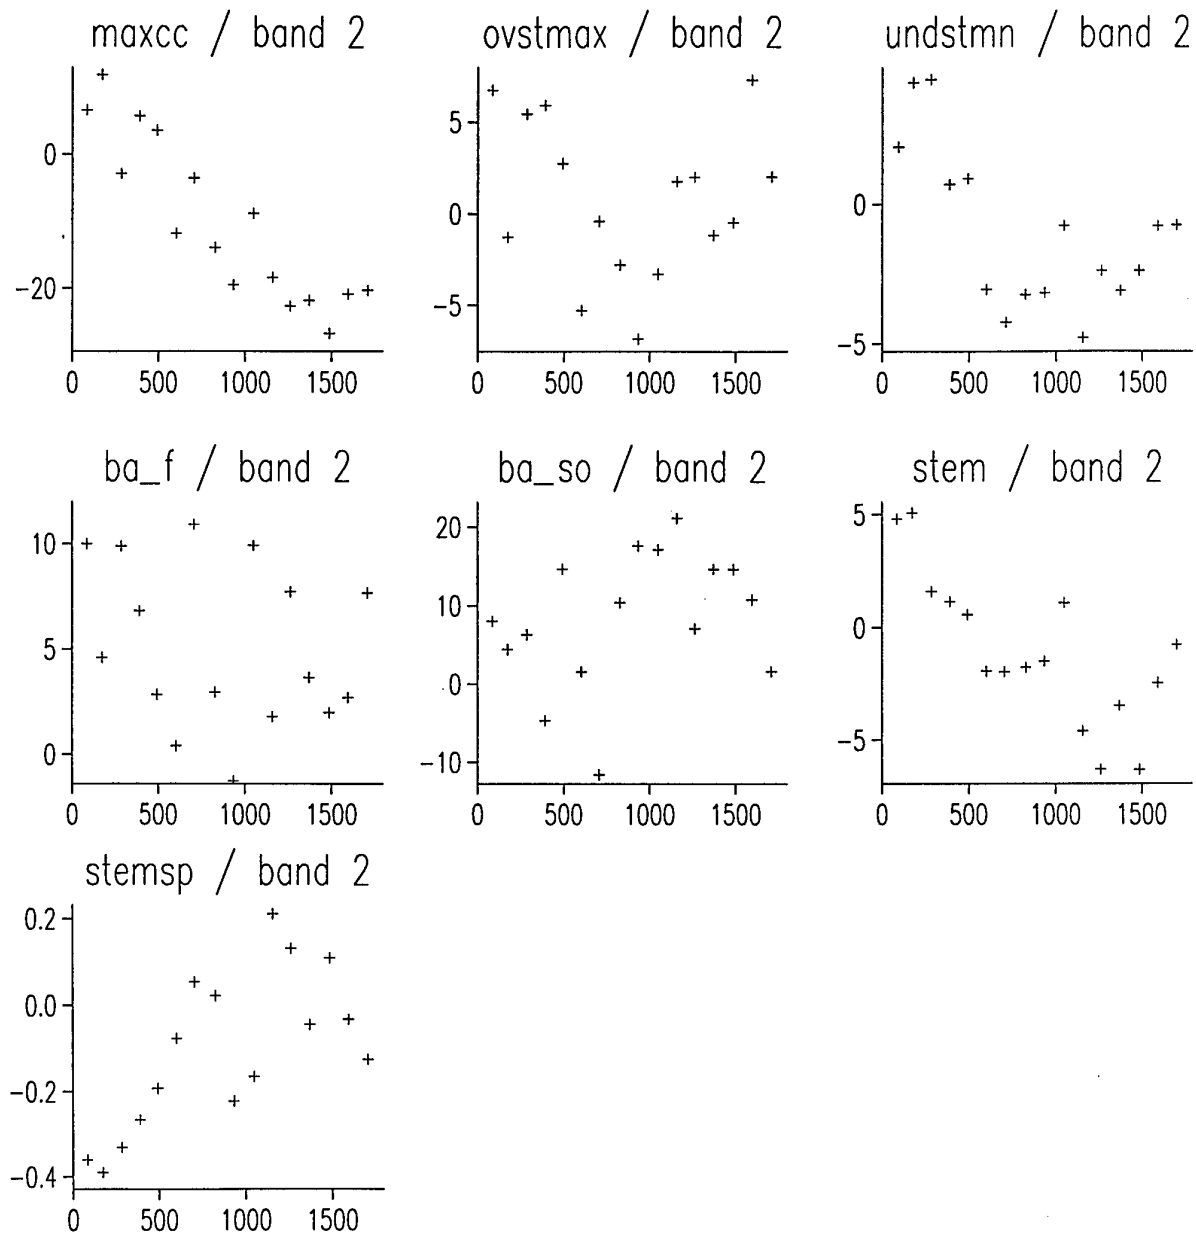 maxcc / band 2
0
-20
0 500 1000 1500
ovstmax / band 2
5
0
-5
0 500 1000 1500
undstmn / band 2
0
-5
0 500 1000 1500
ba_f / band 2
10
5
0
0 500 1000 1500
ba_so / band 2
20
10
0
-10
0 500 1000 1500
stem / band 2
5
0
-5
0 500 1000 1500
stemsp / band 2
0.2
0.0
-0.2
-0.4
0 500 1000 1500